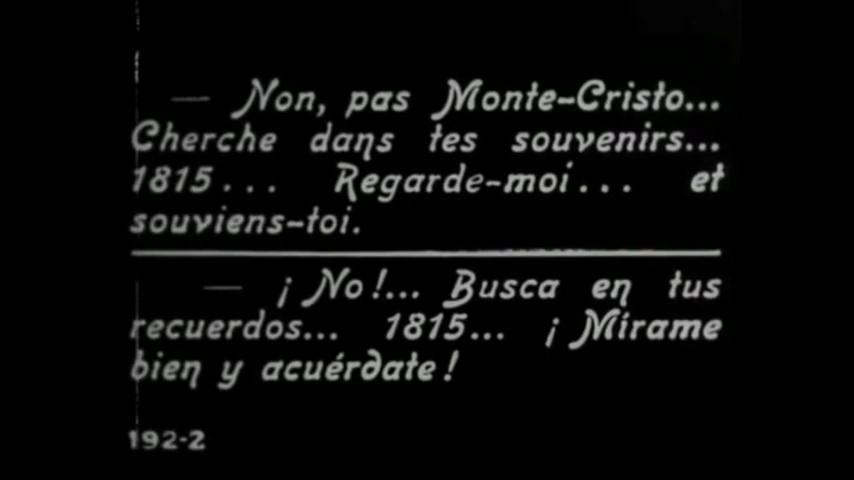 — Non, pas Monte-Cristo...
Cherche dans tes souvenirs...
1815... Regarde-moi... et
souviens-toi.
— ¡No!... Busca en tus
recuerdos... 1815... ¡Mírame
bien y acuérdate!
192-2